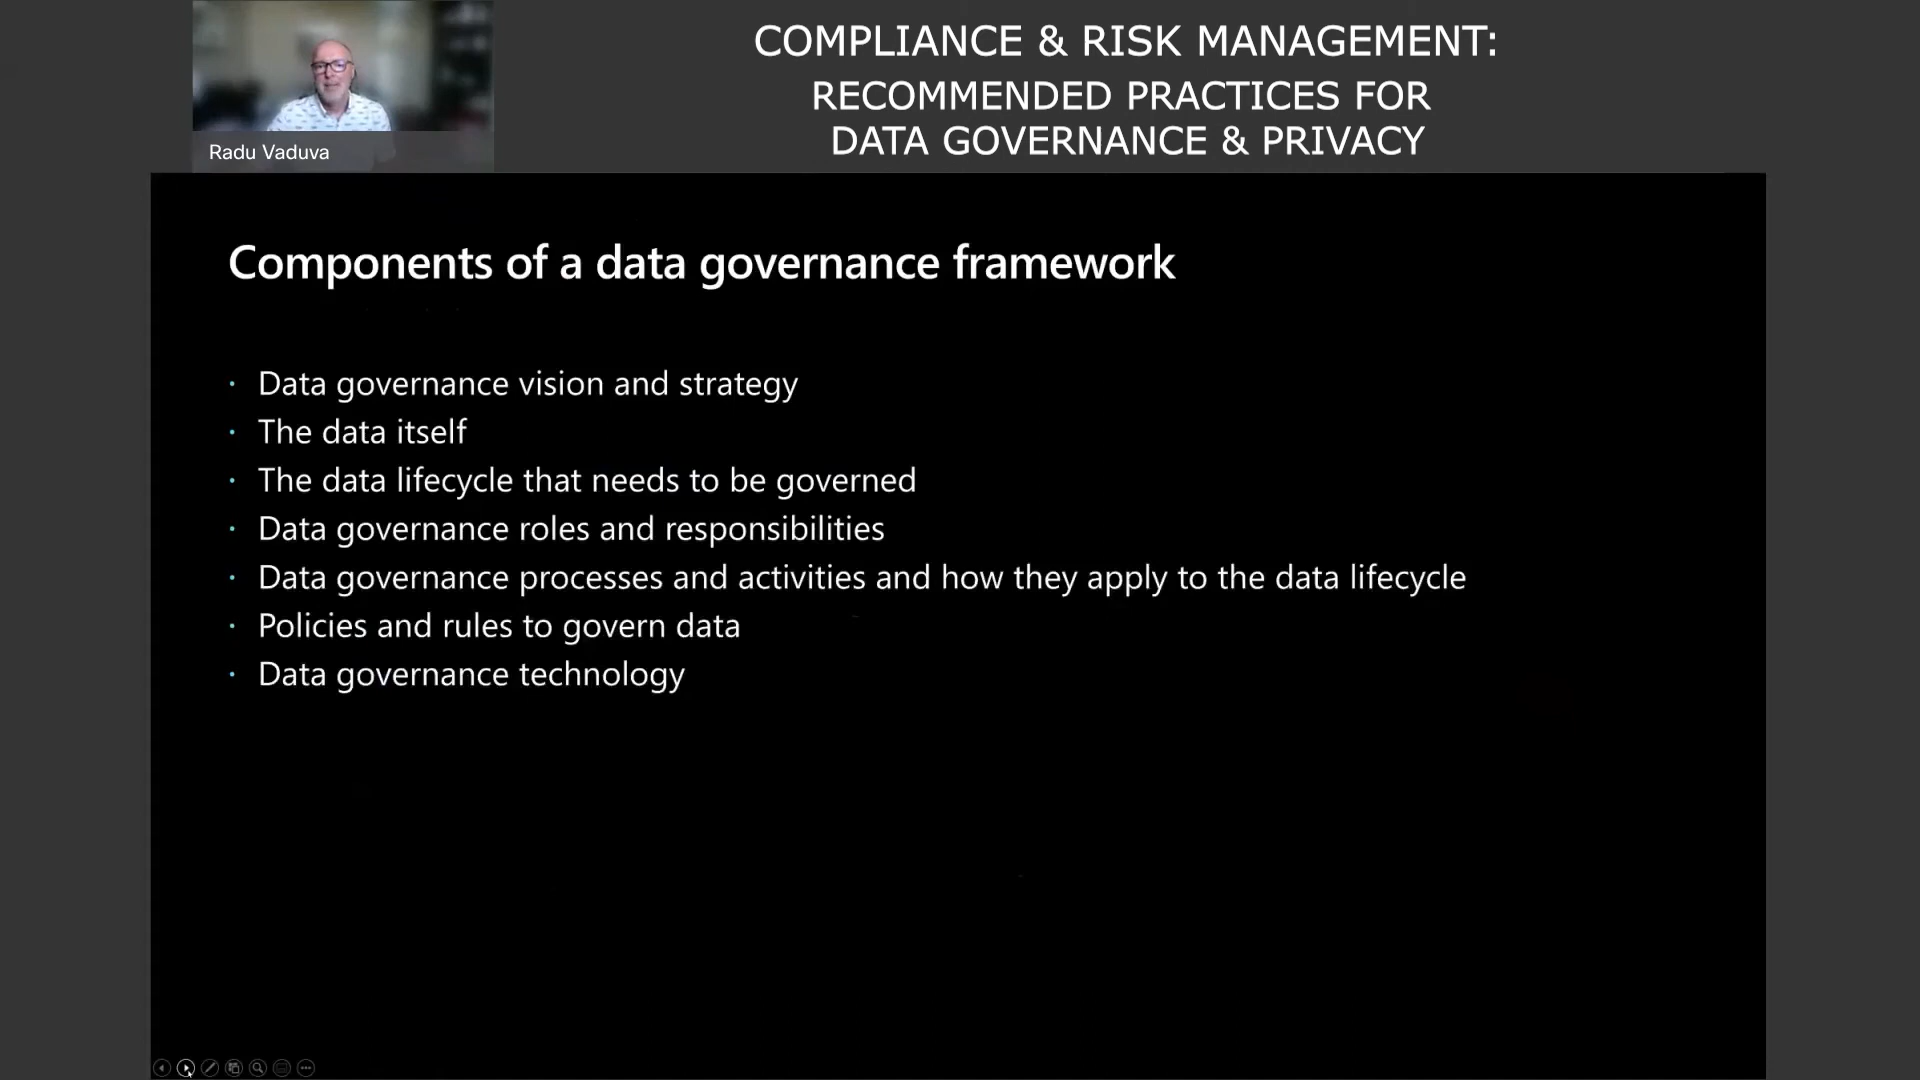 COMPLIANCE & RISK MANAGEMENT:
RECOMMENDED PRACTICES FOR
DATA GOVERNANCE & PRIVACY
Radu Vaduva
Components of a data governance framework
· Data governance vision and strategy
· The data itself
· The data lifecycle that needs to be governed
· Data governance roles and responsibilities
· Data governance processes and activities and how they apply to the data lifecycle
· Policies and rules to govern data
· Data governance technology